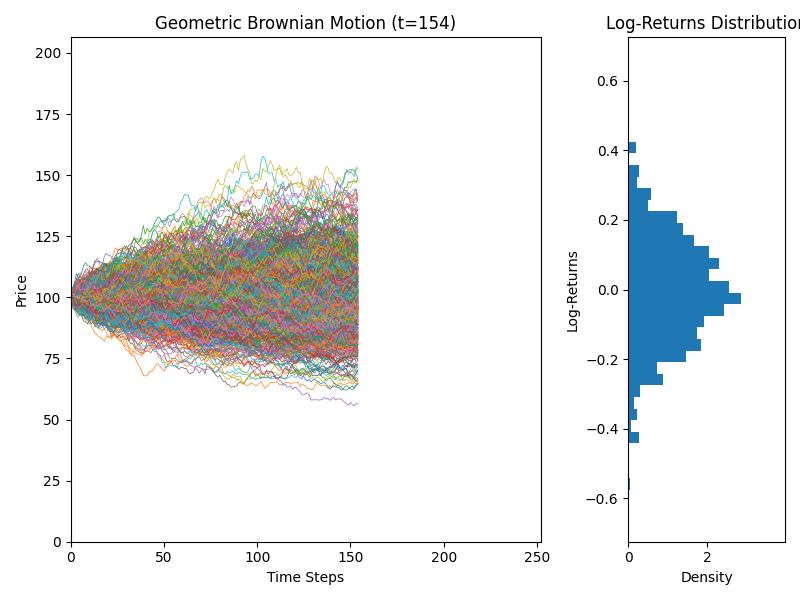 Geometric Brownian Motion (t=154)
Log-Returns Distribution
200
175
150
125
100
75
50
25
0
Price
0 50 100 150 200 250
Time Steps
0.6
0.4
0.2
0.0
−0.2
−0.4
−0.6
Log-Returns
0 2
Density